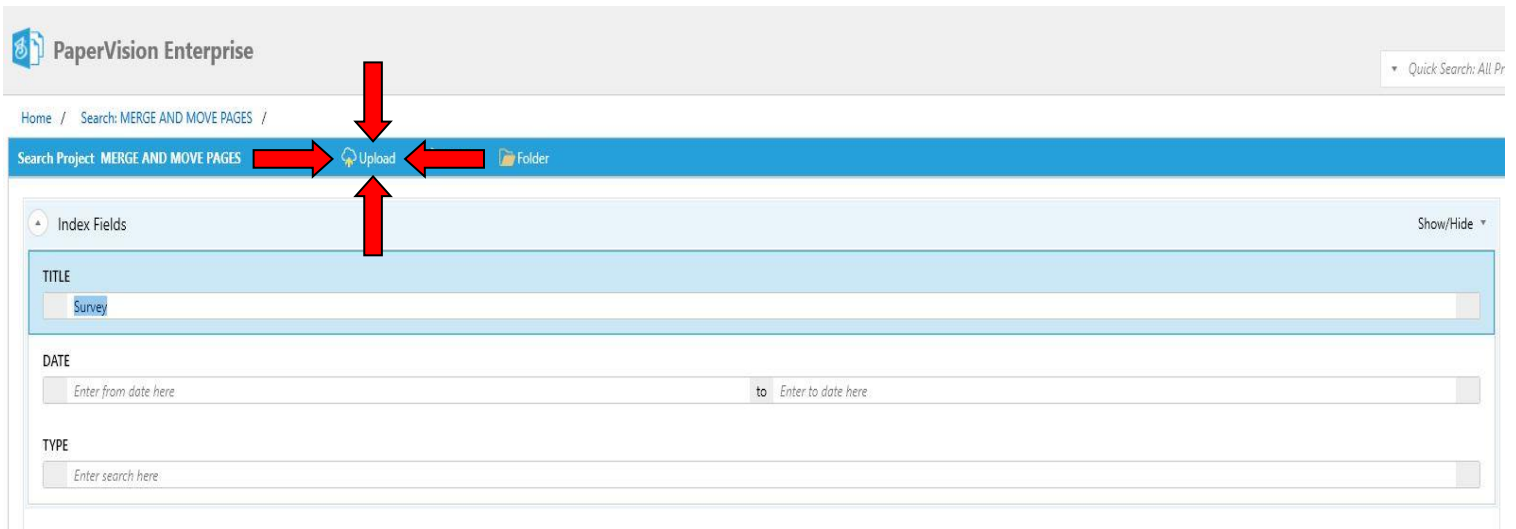 PaperVision Enterprise
Quick Search: All Pr
Home / Search: MERGE AND MOVE PAGES /
Search Project MERGE AND MOVE PAGES Upload Folder
Index Fields Show/Hide
TITLE
Survey
DATE
Enter from date here to Enter to date here
TYPE
Enter search here